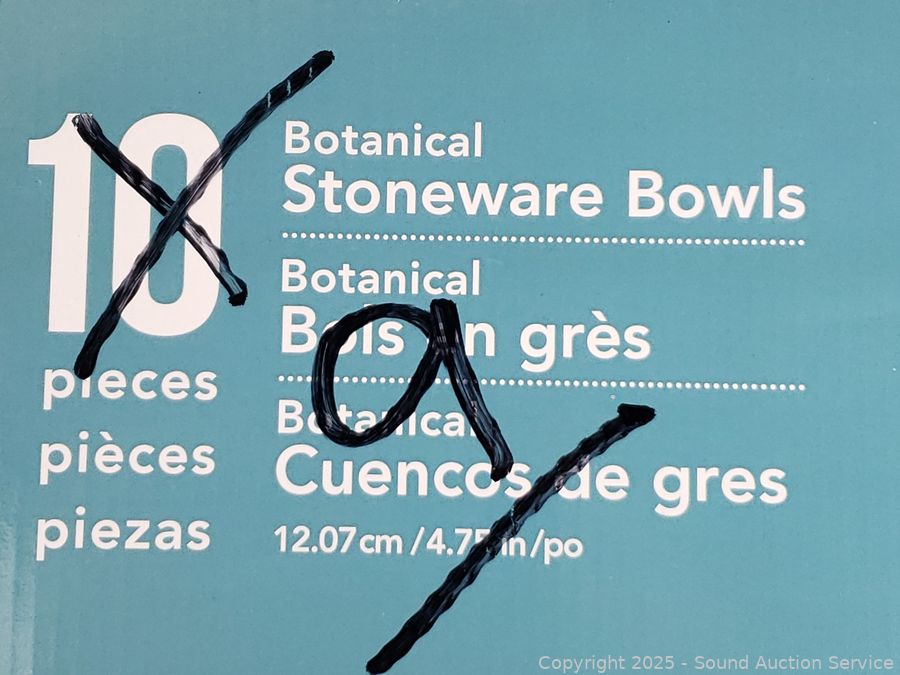 10
pieces
pièces
piezas
Botanical
Stoneware Bowls
Botanical
Bols en grès
Botanical
Cuencos de gres
12.07cm /4.75 in/po
a
Copyright 2025 - Sound Auction Service